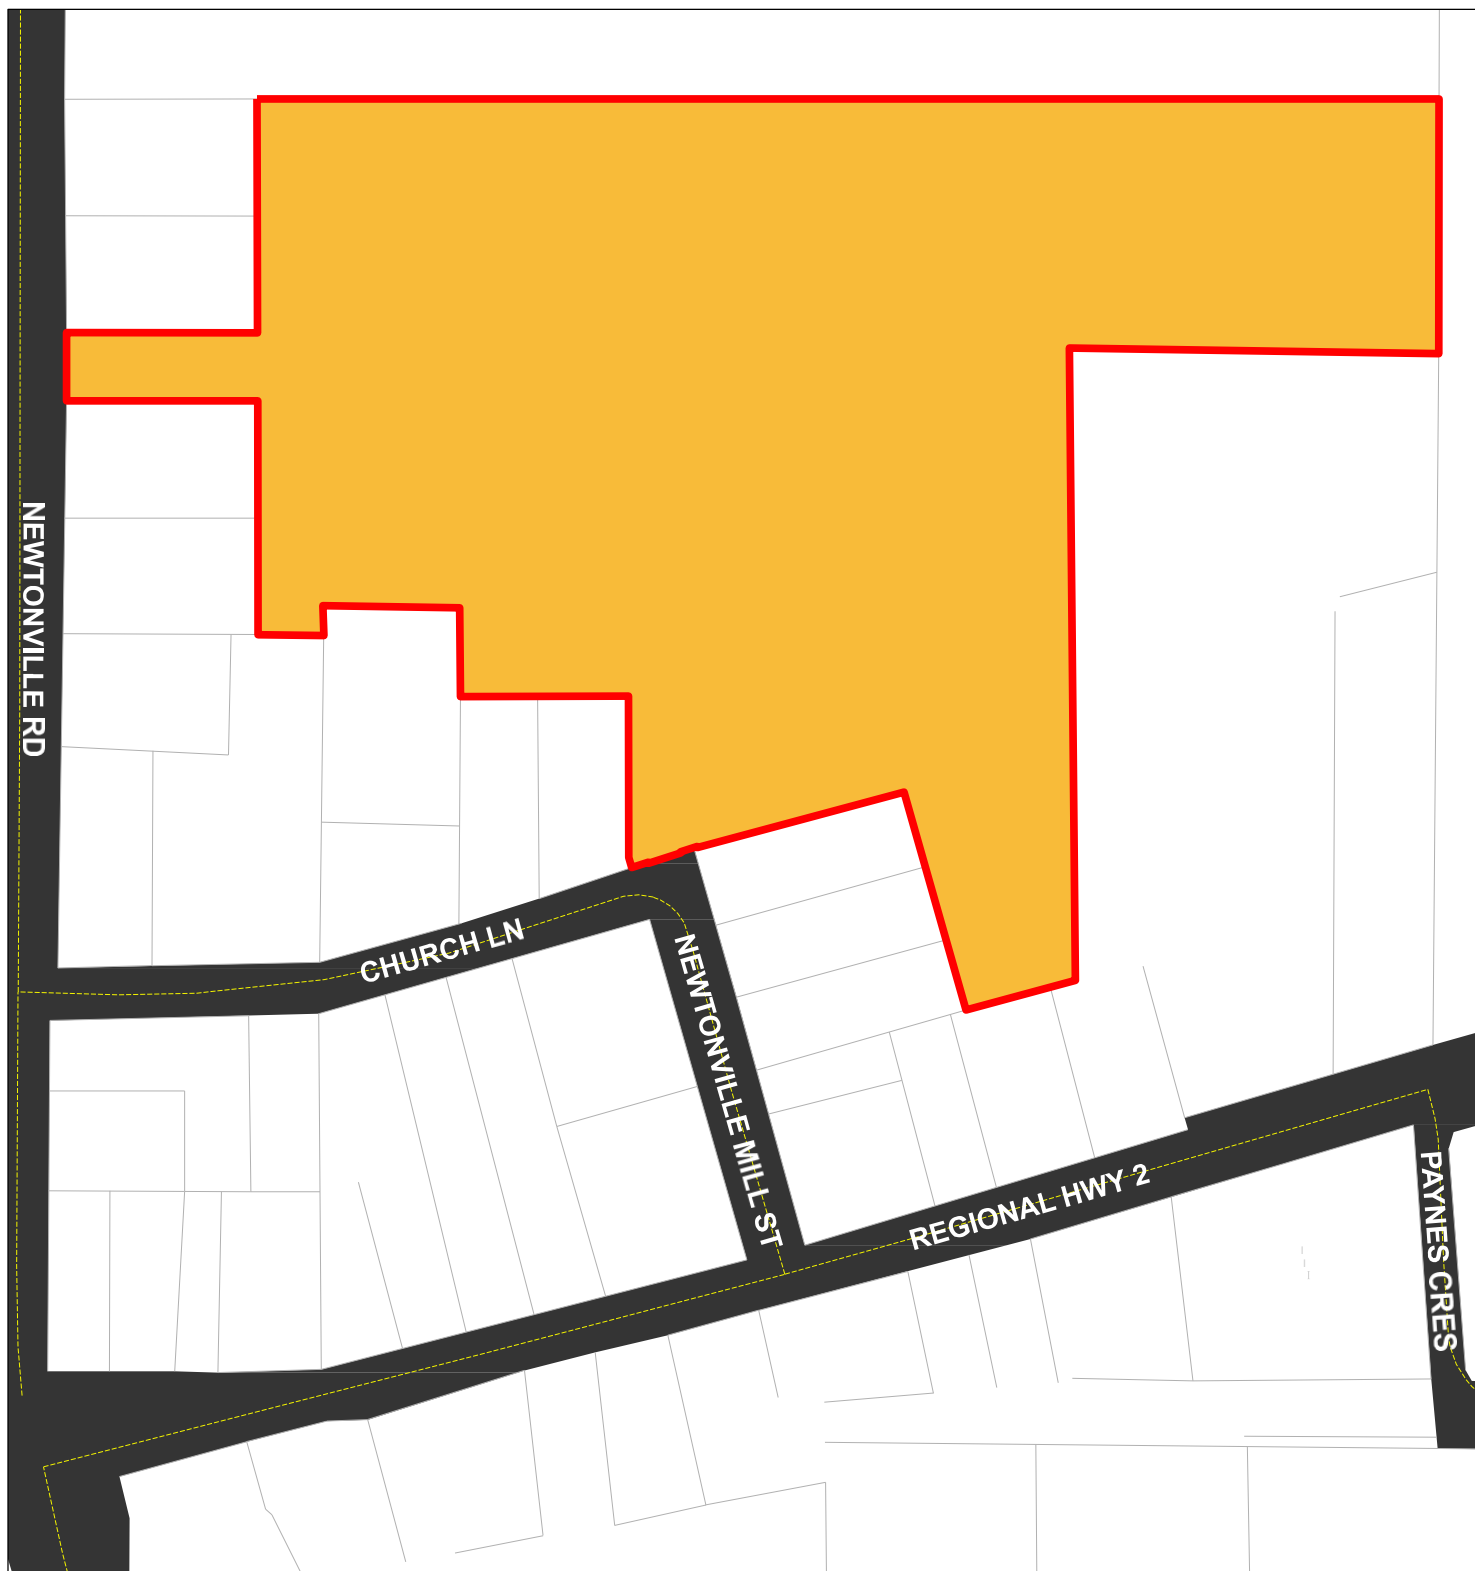 NEWTONVILLE RD
CHURCH LN
NEWTONVILLE MILL ST
REGIONAL HWY 2
PAYNES CRES